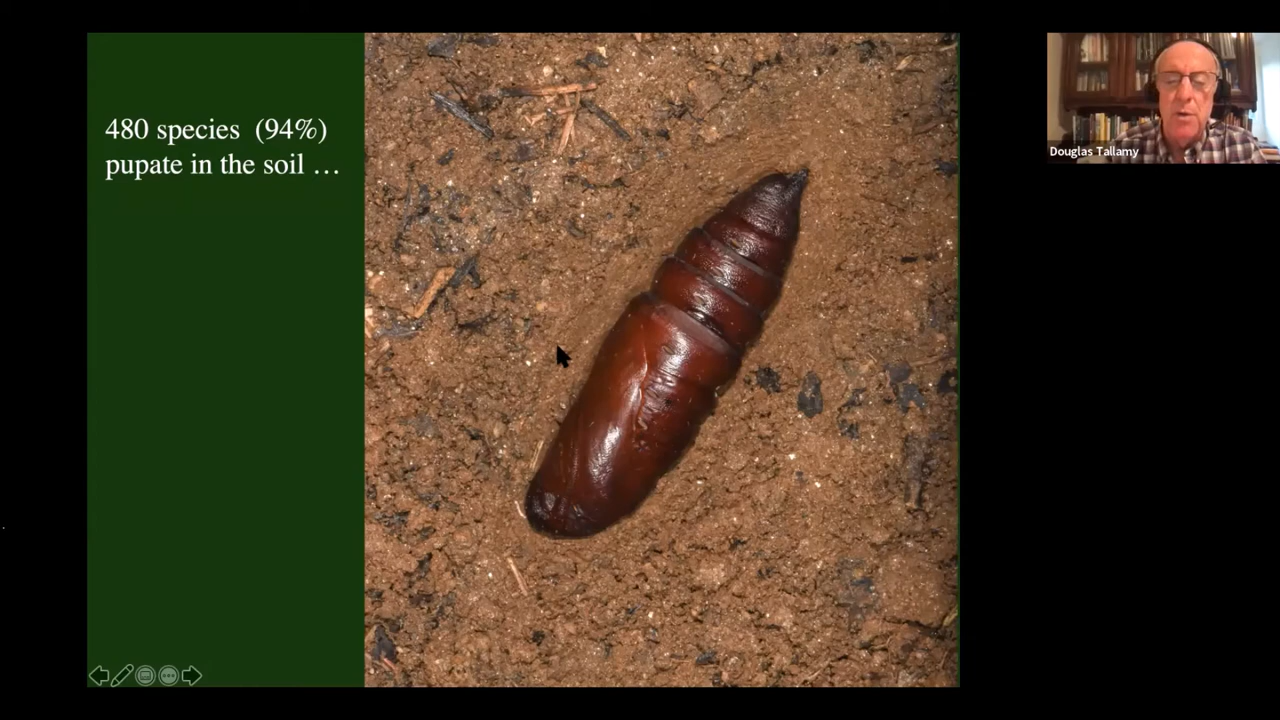 480 species (94%)
pupate in the soil …
Douglas Tallamy